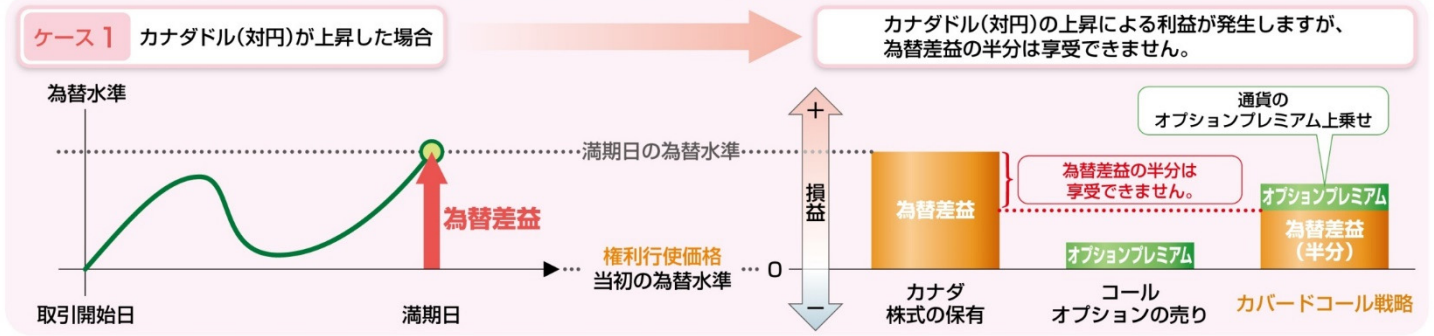 ケース 1
カナダドル(対円)が上昇した場合
カナダドル(対円)の上昇による利益が発生しますが、
為替差益の半分は享受できません。
為替水準
満期日の為替水準
為替差益
権利行使価格
当初の為替水準
取引開始日
満期日
+
損益
−
0
通貨の
オプションプレミアム上乗せ
為替差益の半分は
享受できません。
為替差益
オプションプレミアム
オプションプレミアム
為替差益
(半分)
カナダ
株式の保有
コール
オプションの売り
カバードコール戦略